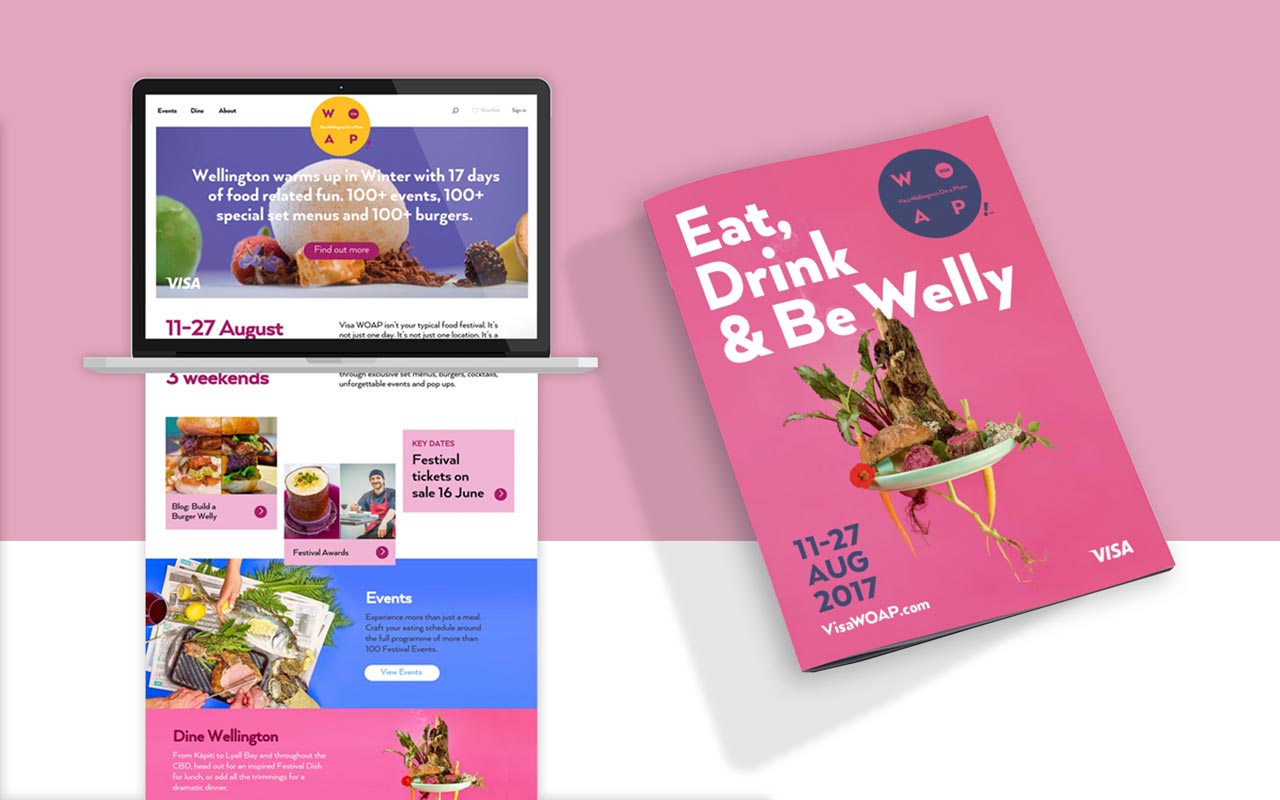 Events Dine About
W VISA
Visa Wellington On a Plate
A P !
Wishlist Sign in
Wellington warms up in Winter with 17 days
of food related fun. 100+ events, 100+
special set menus and 100+ burgers.
Find out more
VISA
11-27 August
Visa WOAP isn't your typical food festival. It's
not just one day. It's not just one location. It's a
3 weekends
through exclusive set menus, burgers, cocktails,
unforgettable events and pop ups.
Blog: Build a
Burger Welly
Festival Awards
KEY DATES
Festival
tickets on
sale 16 June
Events
Experience more than just a meal.
Craft your eating schedule around
the full programme of more than
100 Festival Events.
View Events
Dine Wellington
From Kāpiti to Lyall Bay and throughout the
CBD, head out for an inspired Festival Dish
for lunch, or add all the trimmings for a
dramatic dinner.
W VISA
Visa Wellington On a Plate
A P !
Eat,
Drink
& Be Welly
11-27
AUG
2017
VISA
VisaWOAP.com